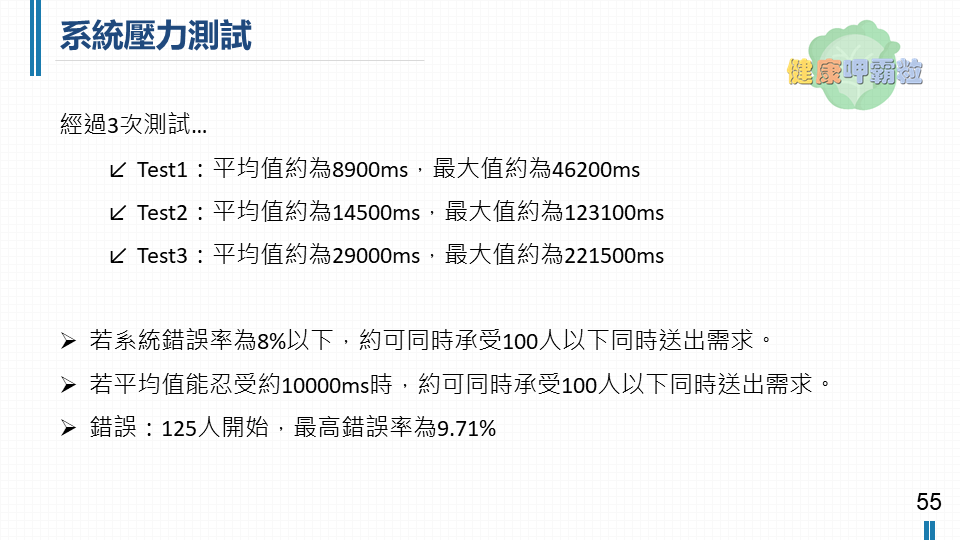 系統壓力測試
健康呷霸粒
經過3次測試…
↙ Test1：平均值約為8900ms，最大值約為46200ms
↙ Test2：平均值約為14500ms，最大值約為123100ms
↙ Test3：平均值約為29000ms，最大值約為221500ms
➢ 若系統錯誤率為8%以下，約可同時承受100人以下同時送出需求。
➢ 若平均值能忍受約10000ms時，約可同時承受100人以下同時送出需求。
➢ 錯誤：125人開始，最高錯誤率為9.71%
55